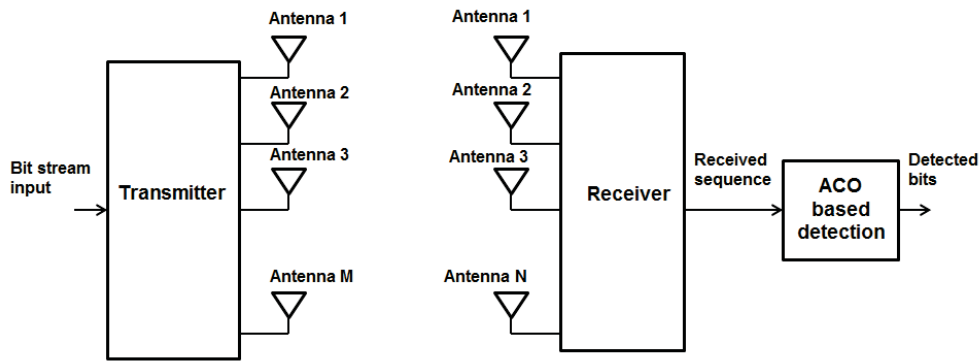 Antenna 1
Antenna 2
Antenna 3
Antenna M
Bit stream
input
Transmitter
Antenna 1
Antenna 2
Antenna 3
Antenna N
Receiver
Received
sequence
ACO
based
detection
Detected
bits